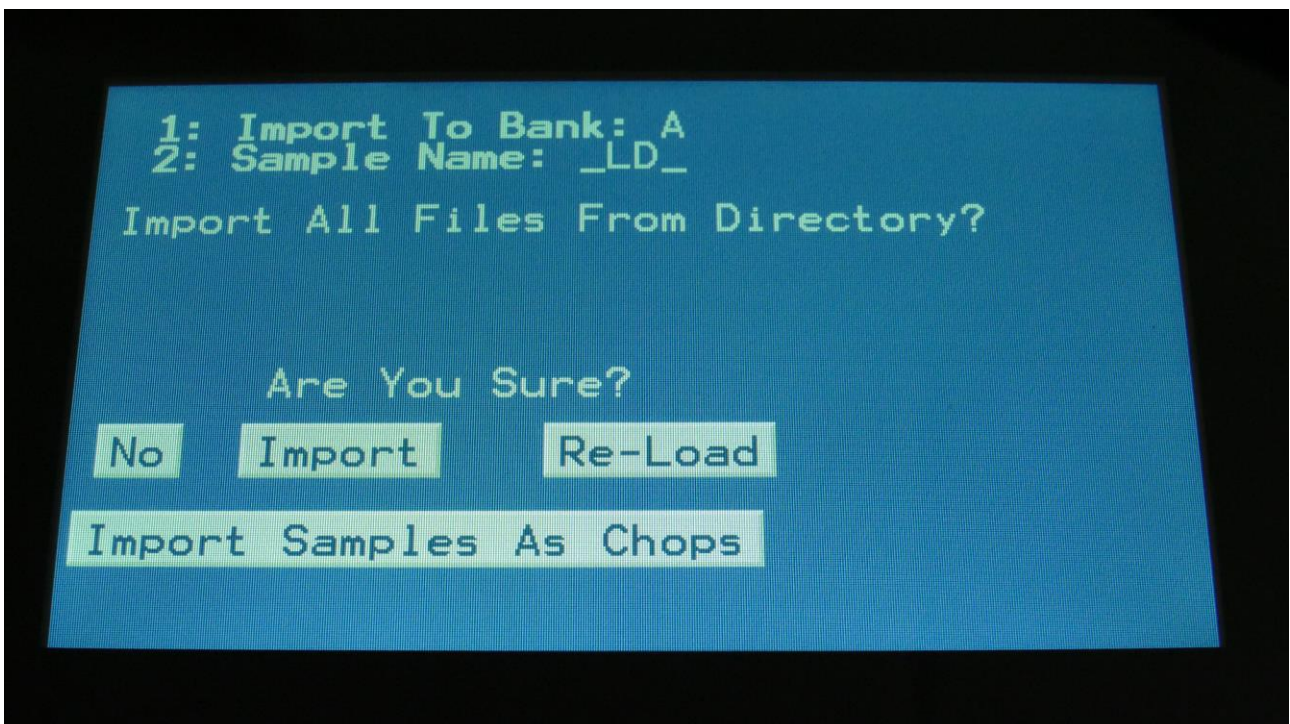 1: Import To Bank: A
2: Sample Name: _LD_
Import All Files From Directory?
Are You Sure?
No Import Re-Load
Import Samples As Chops